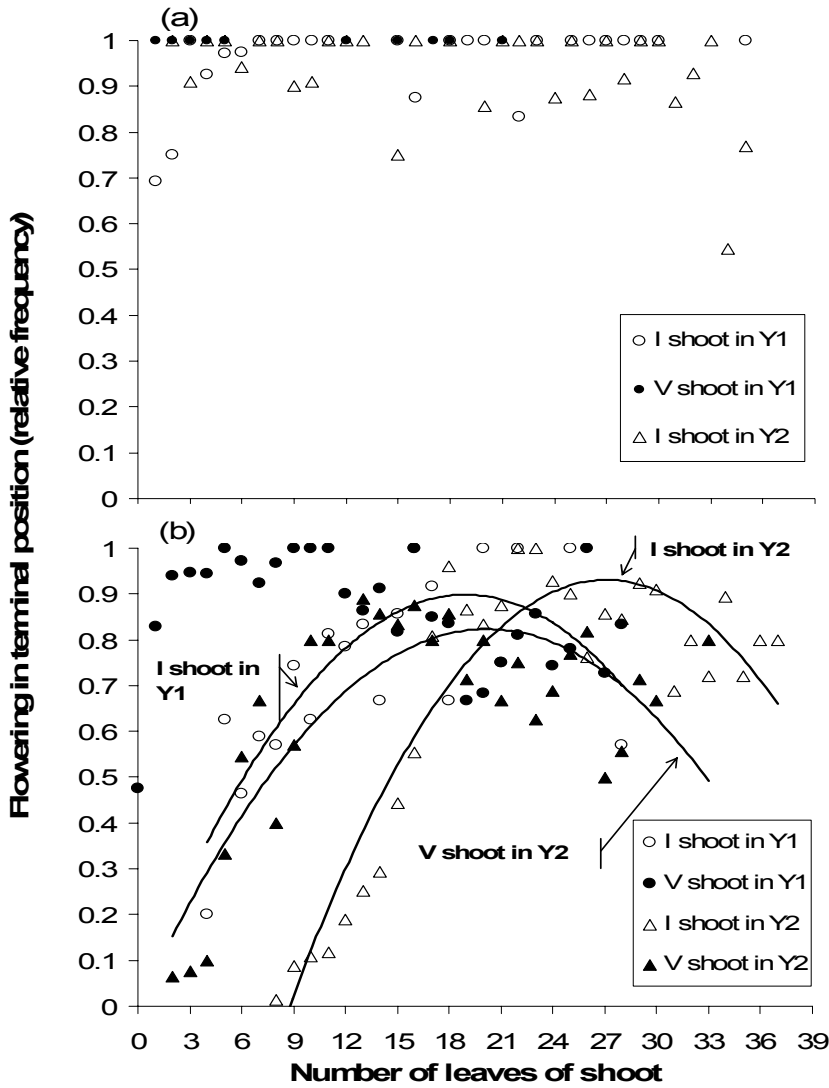 (a)
1
0.9
0.8
0.7
0.6
0.5
0.4
0.3
0.2
0.1
0
I shoot in Y1
V shoot in Y1
I shoot in Y2
Flowering in terminal position (relative frequency)
(b)
1
0.9
0.8
0.7
0.6
0.5
0.4
0.3
0.2
0.1
0
I shoot in Y2
I shoot in
Y1
V shoot in Y2
I shoot in Y1
V shoot in Y1
I shoot in Y2
V shoot in Y2
0 3 6 9 12 15 18 21 24 27 30 33 36 39
Number of leaves of shoot